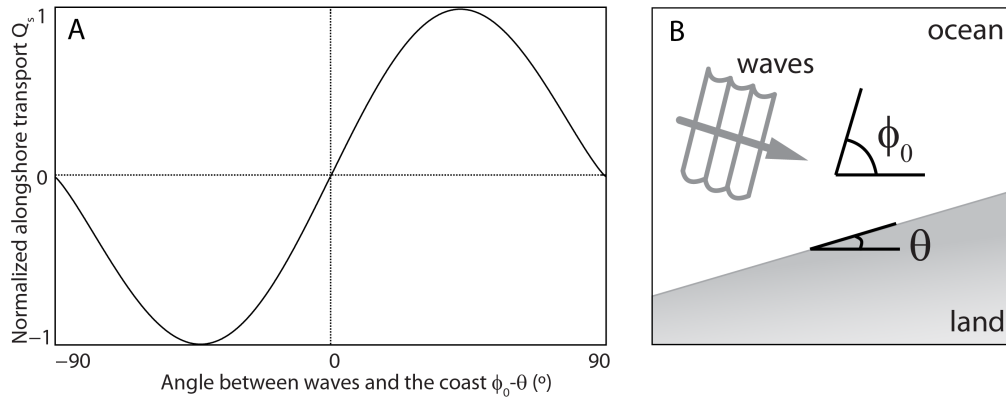 A
Normalized alongshore transport Qₛ
1
0
−1
−90
0
90
Angle between waves and the coast ϕ₀-θ (º)
B
ocean
waves
ϕ₀
θ
land